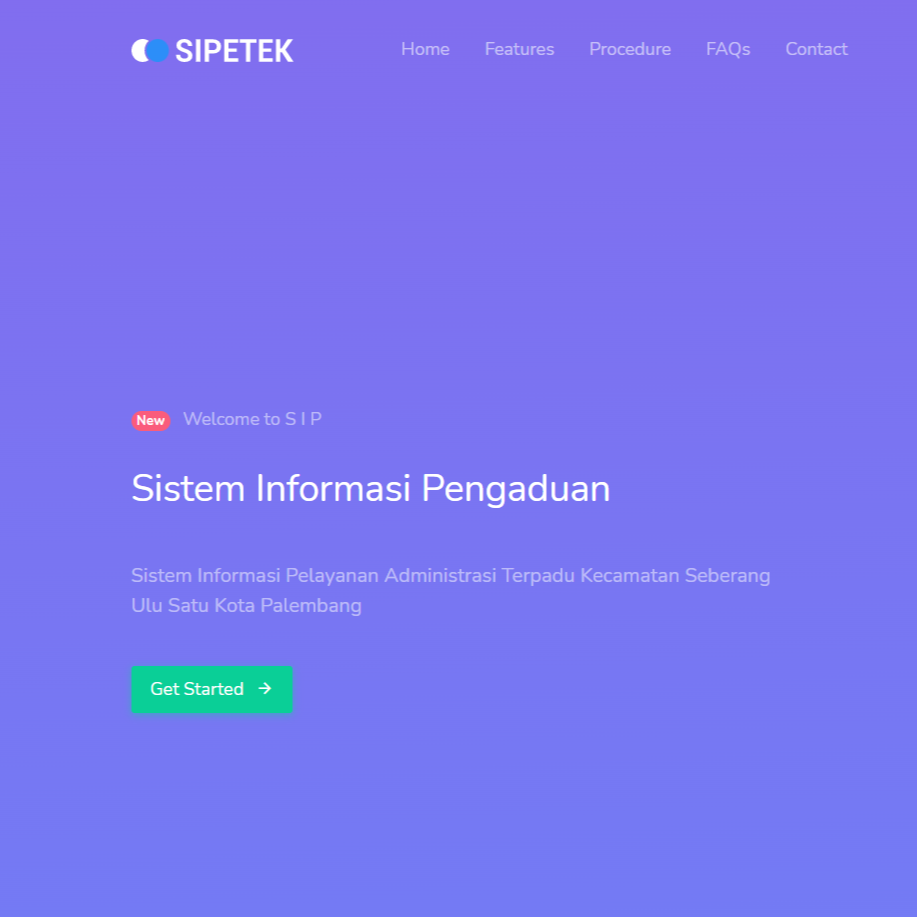 SIPETEK
Home Features Procedure FAQs Contact
New Welcome to S I P
Sistem Informasi Pengaduan
Sistem Informasi Pelayanan Administrasi Terpadu Kecamatan Seberang
Ulu Satu Kota Palembang
Get Started →